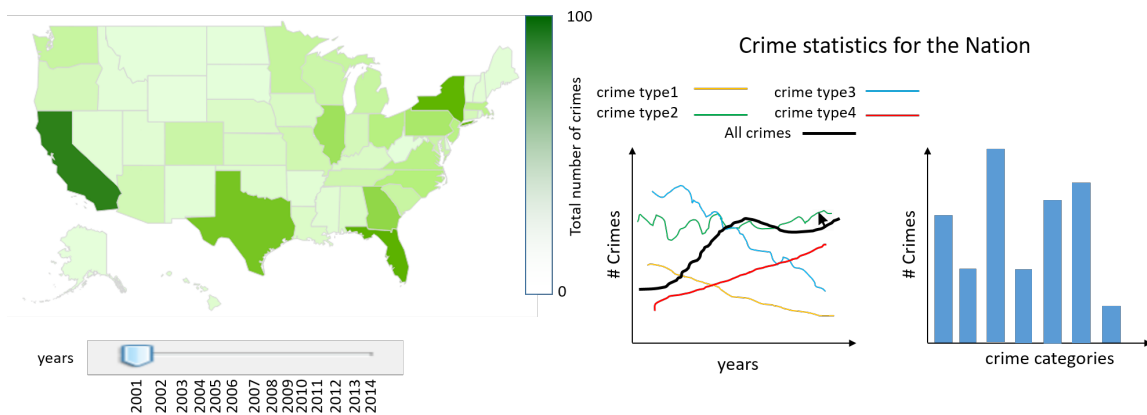 100
Total number of crimes
0
years
2001
2002
2003
2004
2005
2006
2007
2008
2009
2010
2011
2012
2013
2014
Crime statistics for the Nation
crime type1
crime type3
crime type2
crime type4
All crimes
# Crimes
years
# Crimes
crime categories